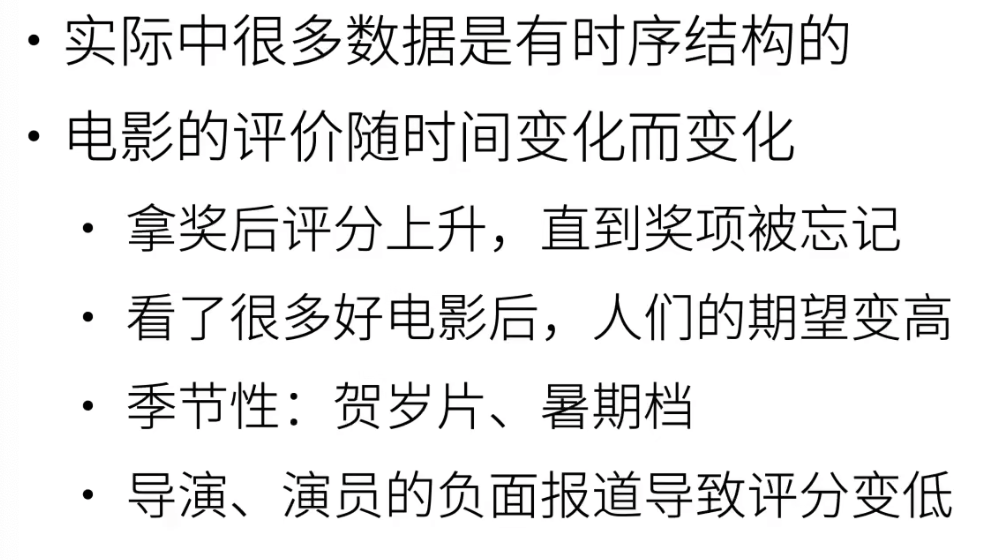 • 实际中很多数据是有时序结构的
• 电影的评价随时间变化而变化
• 拿奖后评分上升，直到奖项被忘记
• 看了很多好电影后，人们的期望变高
• 季节性：贺岁片、暑期档
• 导演、演员的负面报道导致评分变低